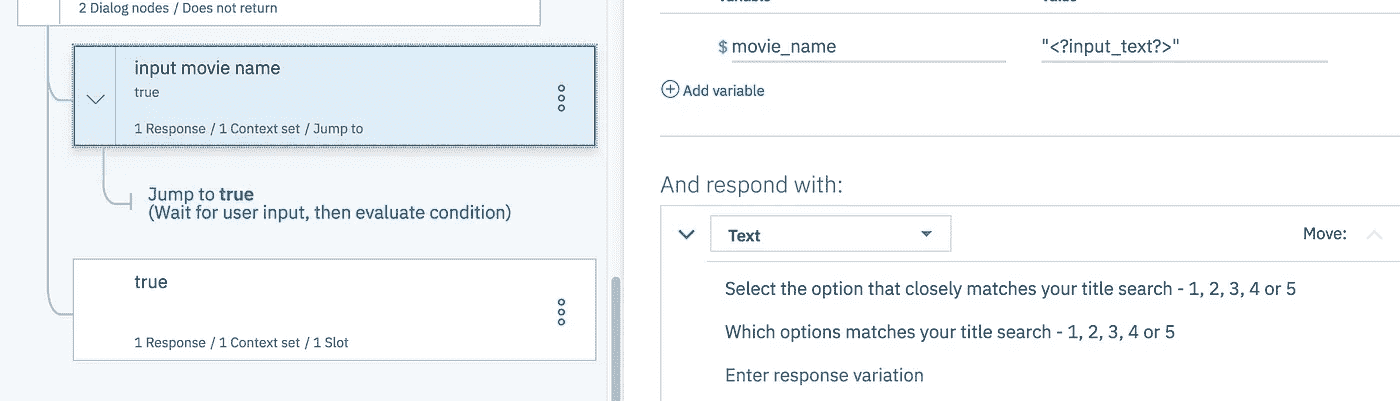 2 Dialog nodes / Does not return
input movie name
true
1 Response / 1 Context set / Jump to
Jump to true
(Wait for user input, then evaluate condition)
true
1 Response / 1 Context set / 1 Slot
$ movie_name "<?input_text?>"
Add variable
And respond with:
Text Move:
Select the option that closely matches your title search - 1, 2, 3, 4 or 5
Which options matches your title search - 1, 2, 3, 4 or 5
Enter response variation